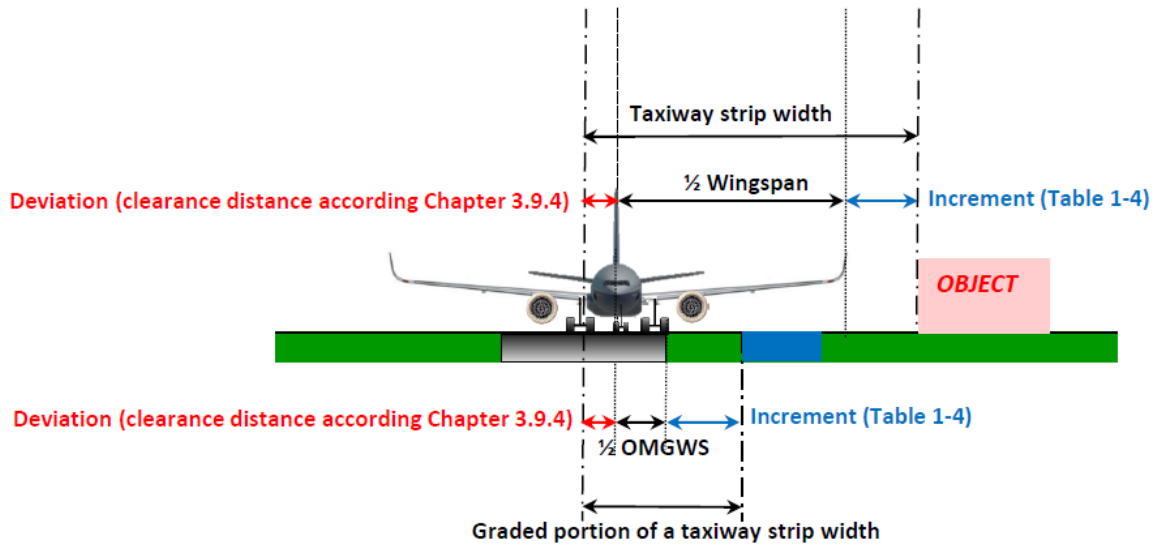 Taxiway strip width
½ Wingspan
Deviation (clearance distance according Chapter 3.9.4)
Increment (Table 1-4)
OBJECT
Deviation (clearance distance according Chapter 3.9.4)
Increment (Table 1-4)
½ OMGWS
Graded portion of a taxiway strip width